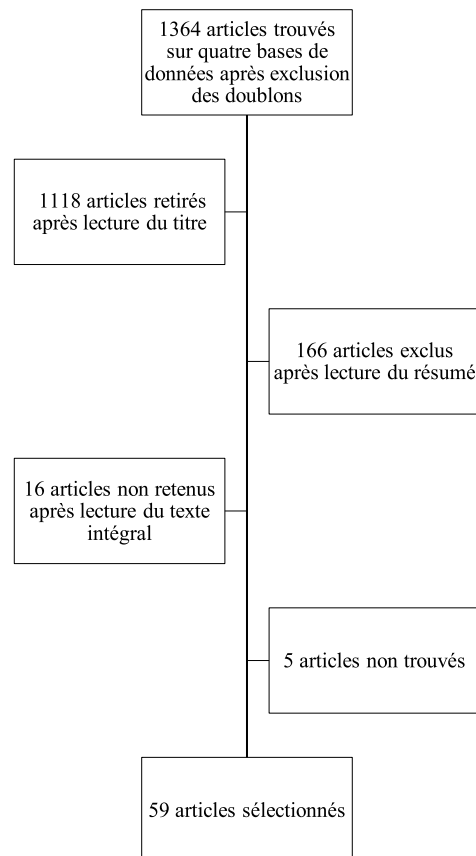 1364 articles trouvés
sur quatre bases de
données après exclusion
des doublons
1118 articles retirés
après lecture du titre
166 articles exclus
après lecture du résumé
16 articles non retenus
après lecture du texte
intégral
5 articles non trouvés
59 articles sélectionnés